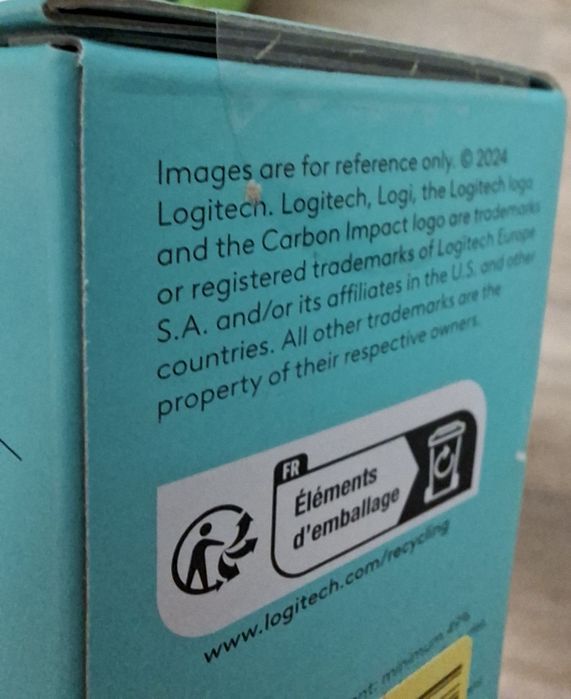 Images are for reference only. © 2024
Logitech. Logitech, Logi, the Logitech logo
and the Carbon Impact logo are trademarks
or registered trademarks of Logitech Europe
S.A. and/or its affiliates in the U.S. and other
countries. All other trademarks are the
property of their respective owners.
FR
Éléments
d'emballage
www.logitech.com/recycling
minimum